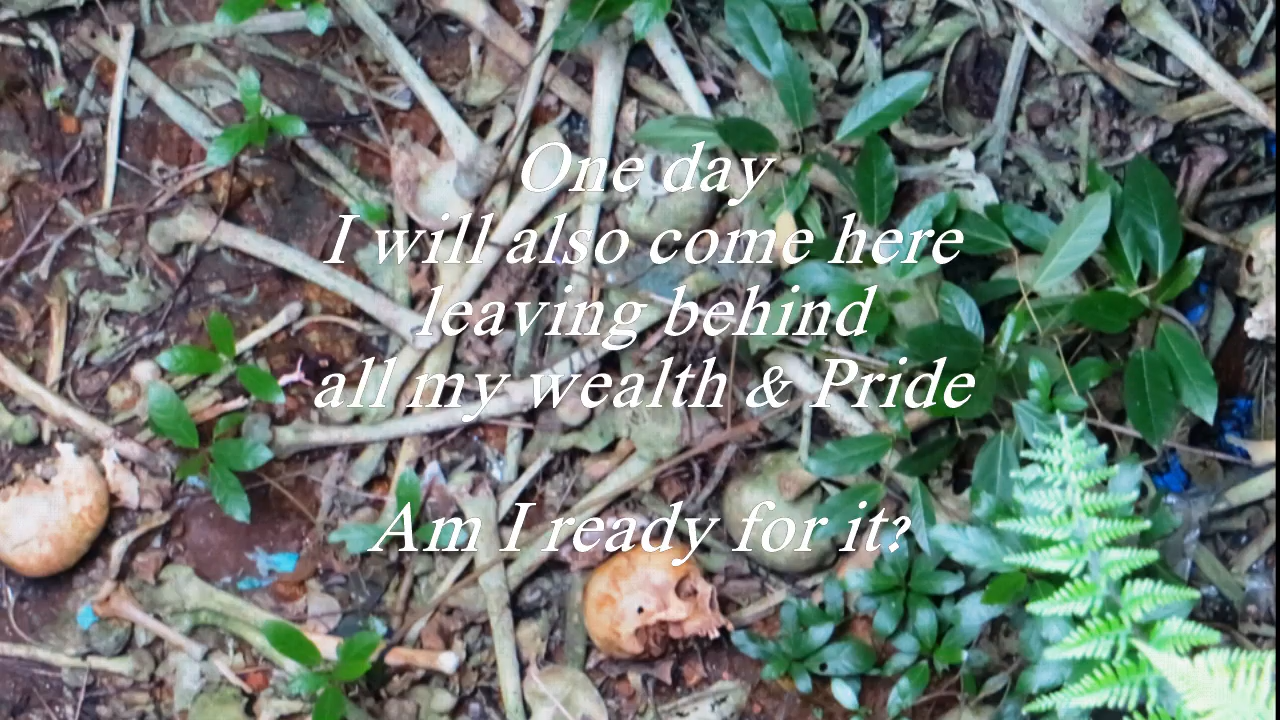 One day
I will also come here
leaving behind
all my wealth & Pride
Am I ready for it?